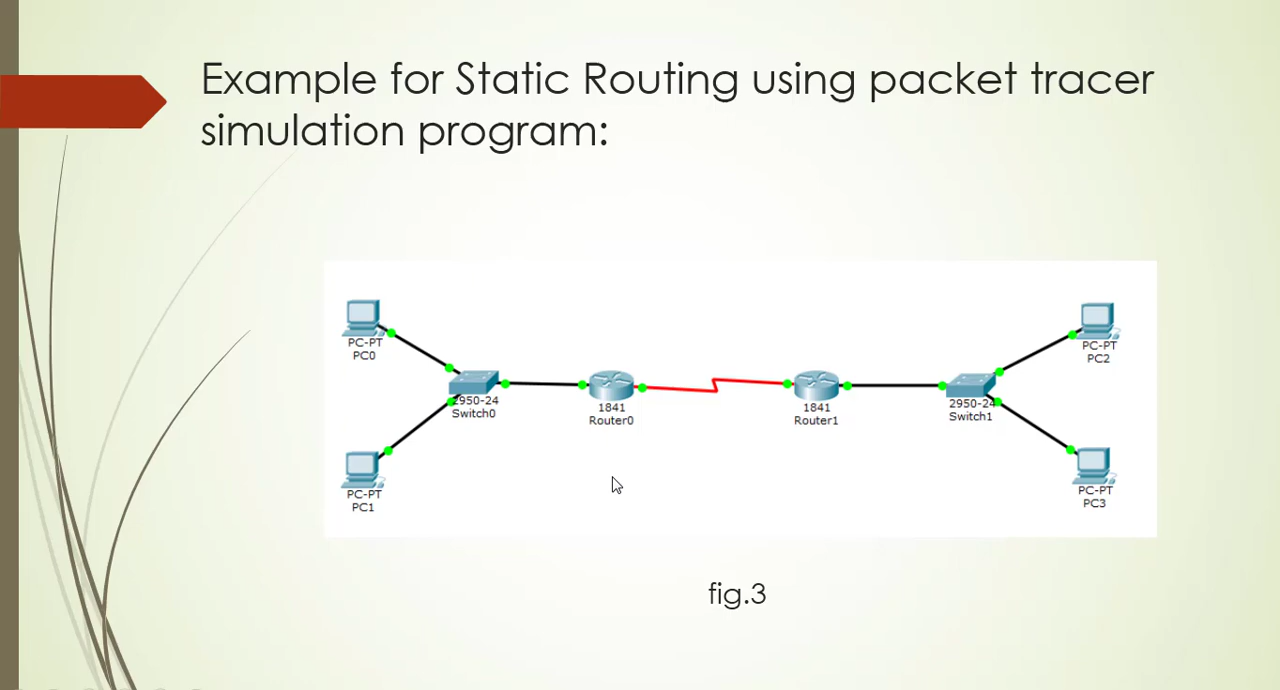 Example for Static Routing using packet tracer
simulation program:
PC-PT
PC0
PC-PT
PC1
2950-24
Switch0
1841
Router0
1841
Router1
2950-24
Switch1
PC-PT
PC2
PC-PT
PC3
fig.3